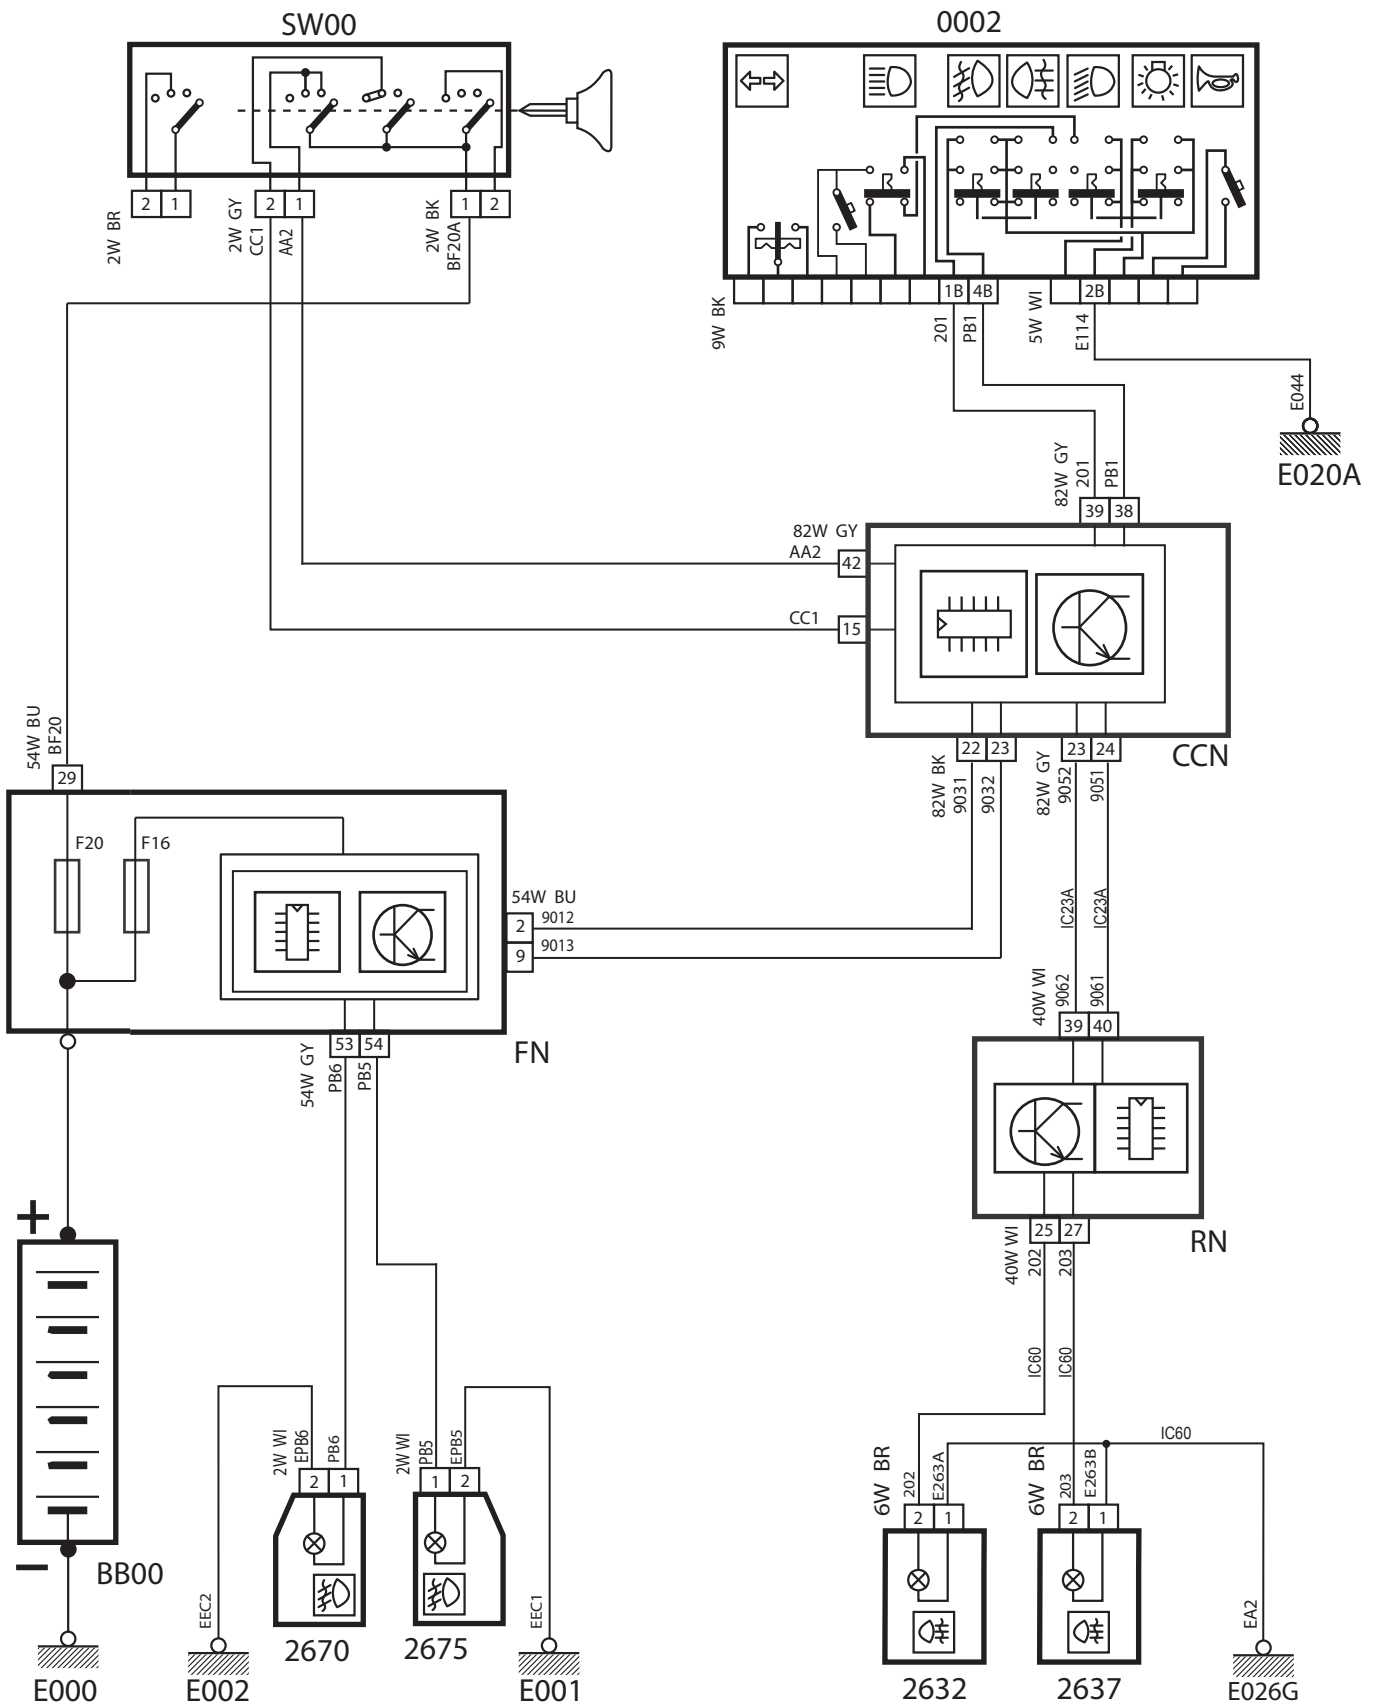 SW00
0002
2 1
2 1
1 2
2W BR
2W GY
CC1
AA2
2W BK
BF20A
1B 4B
2B
9W BK
201
PB1
5W WI
E114
E044
E020A
82W GY
201
PB1
39 38
82W GY
AA2
42
CC1
15
CCN
22 23
23 24
82W BK
9031
9032
82W GY
9052
9051
54W BU
BF20
29
F20
F16
54W BU
9012
2
9013
9
IC23A
IC23A
40W WI
9062
9061
39 40
FN
53 54
54W GY
PB6
PB5
RN
25 27
40W WI
202
203
+
IC60
IC60
IC60
2W WI
EPB6
PB6
2 1
2W WI
PB5
EPB5
1 2
6W BR
202
E263A
2 1
6W BR
203
E263B
2 1
–
BB00
EEC2
EEC1
EA2
2670
2675
E000
E002
E001
2632
2637
E026G